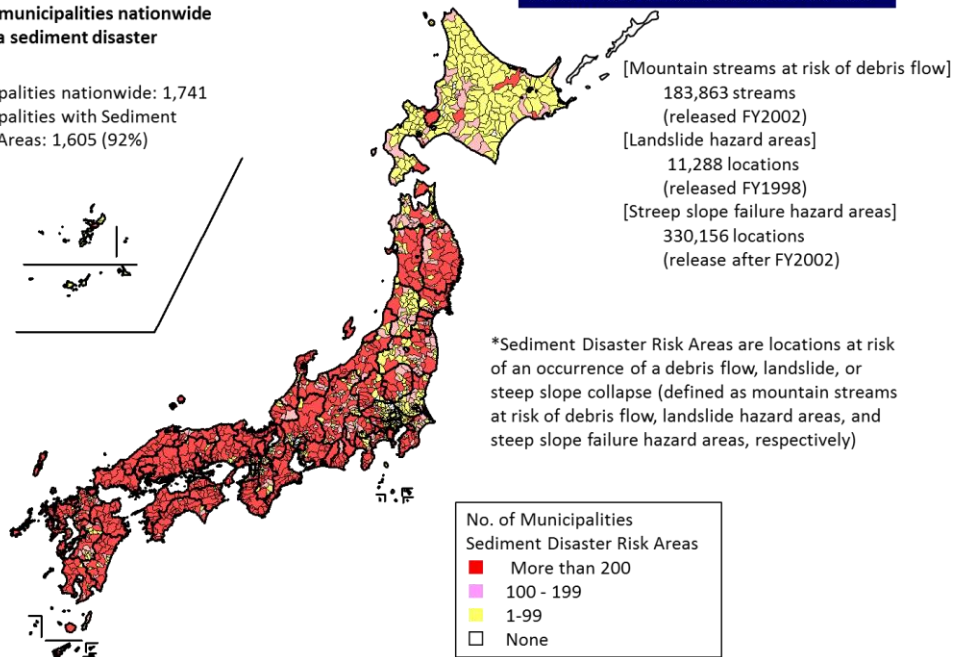 municipalities nationwide
a sediment disaster
palities nationwide: 1,741
palities with Sediment
Areas: 1,605 (92%)
[Mountain streams at risk of debris flow]
183,863 streams
(released FY2002)
[Landslide hazard areas]
11,288 locations
(released FY1998)
[Streep slope failure hazard areas]
330,156 locations
(release after FY2002)
*Sediment Disaster Risk Areas are locations at risk
of an occurrence of a debris flow, landslide, or
steep slope collapse (defined as mountain streams
at risk of debris flow, landslide hazard areas, and
steep slope failure hazard areas, respectively)
No. of Municipalities
Sediment Disaster Risk Areas
More than 200
100 - 199
1-99
None